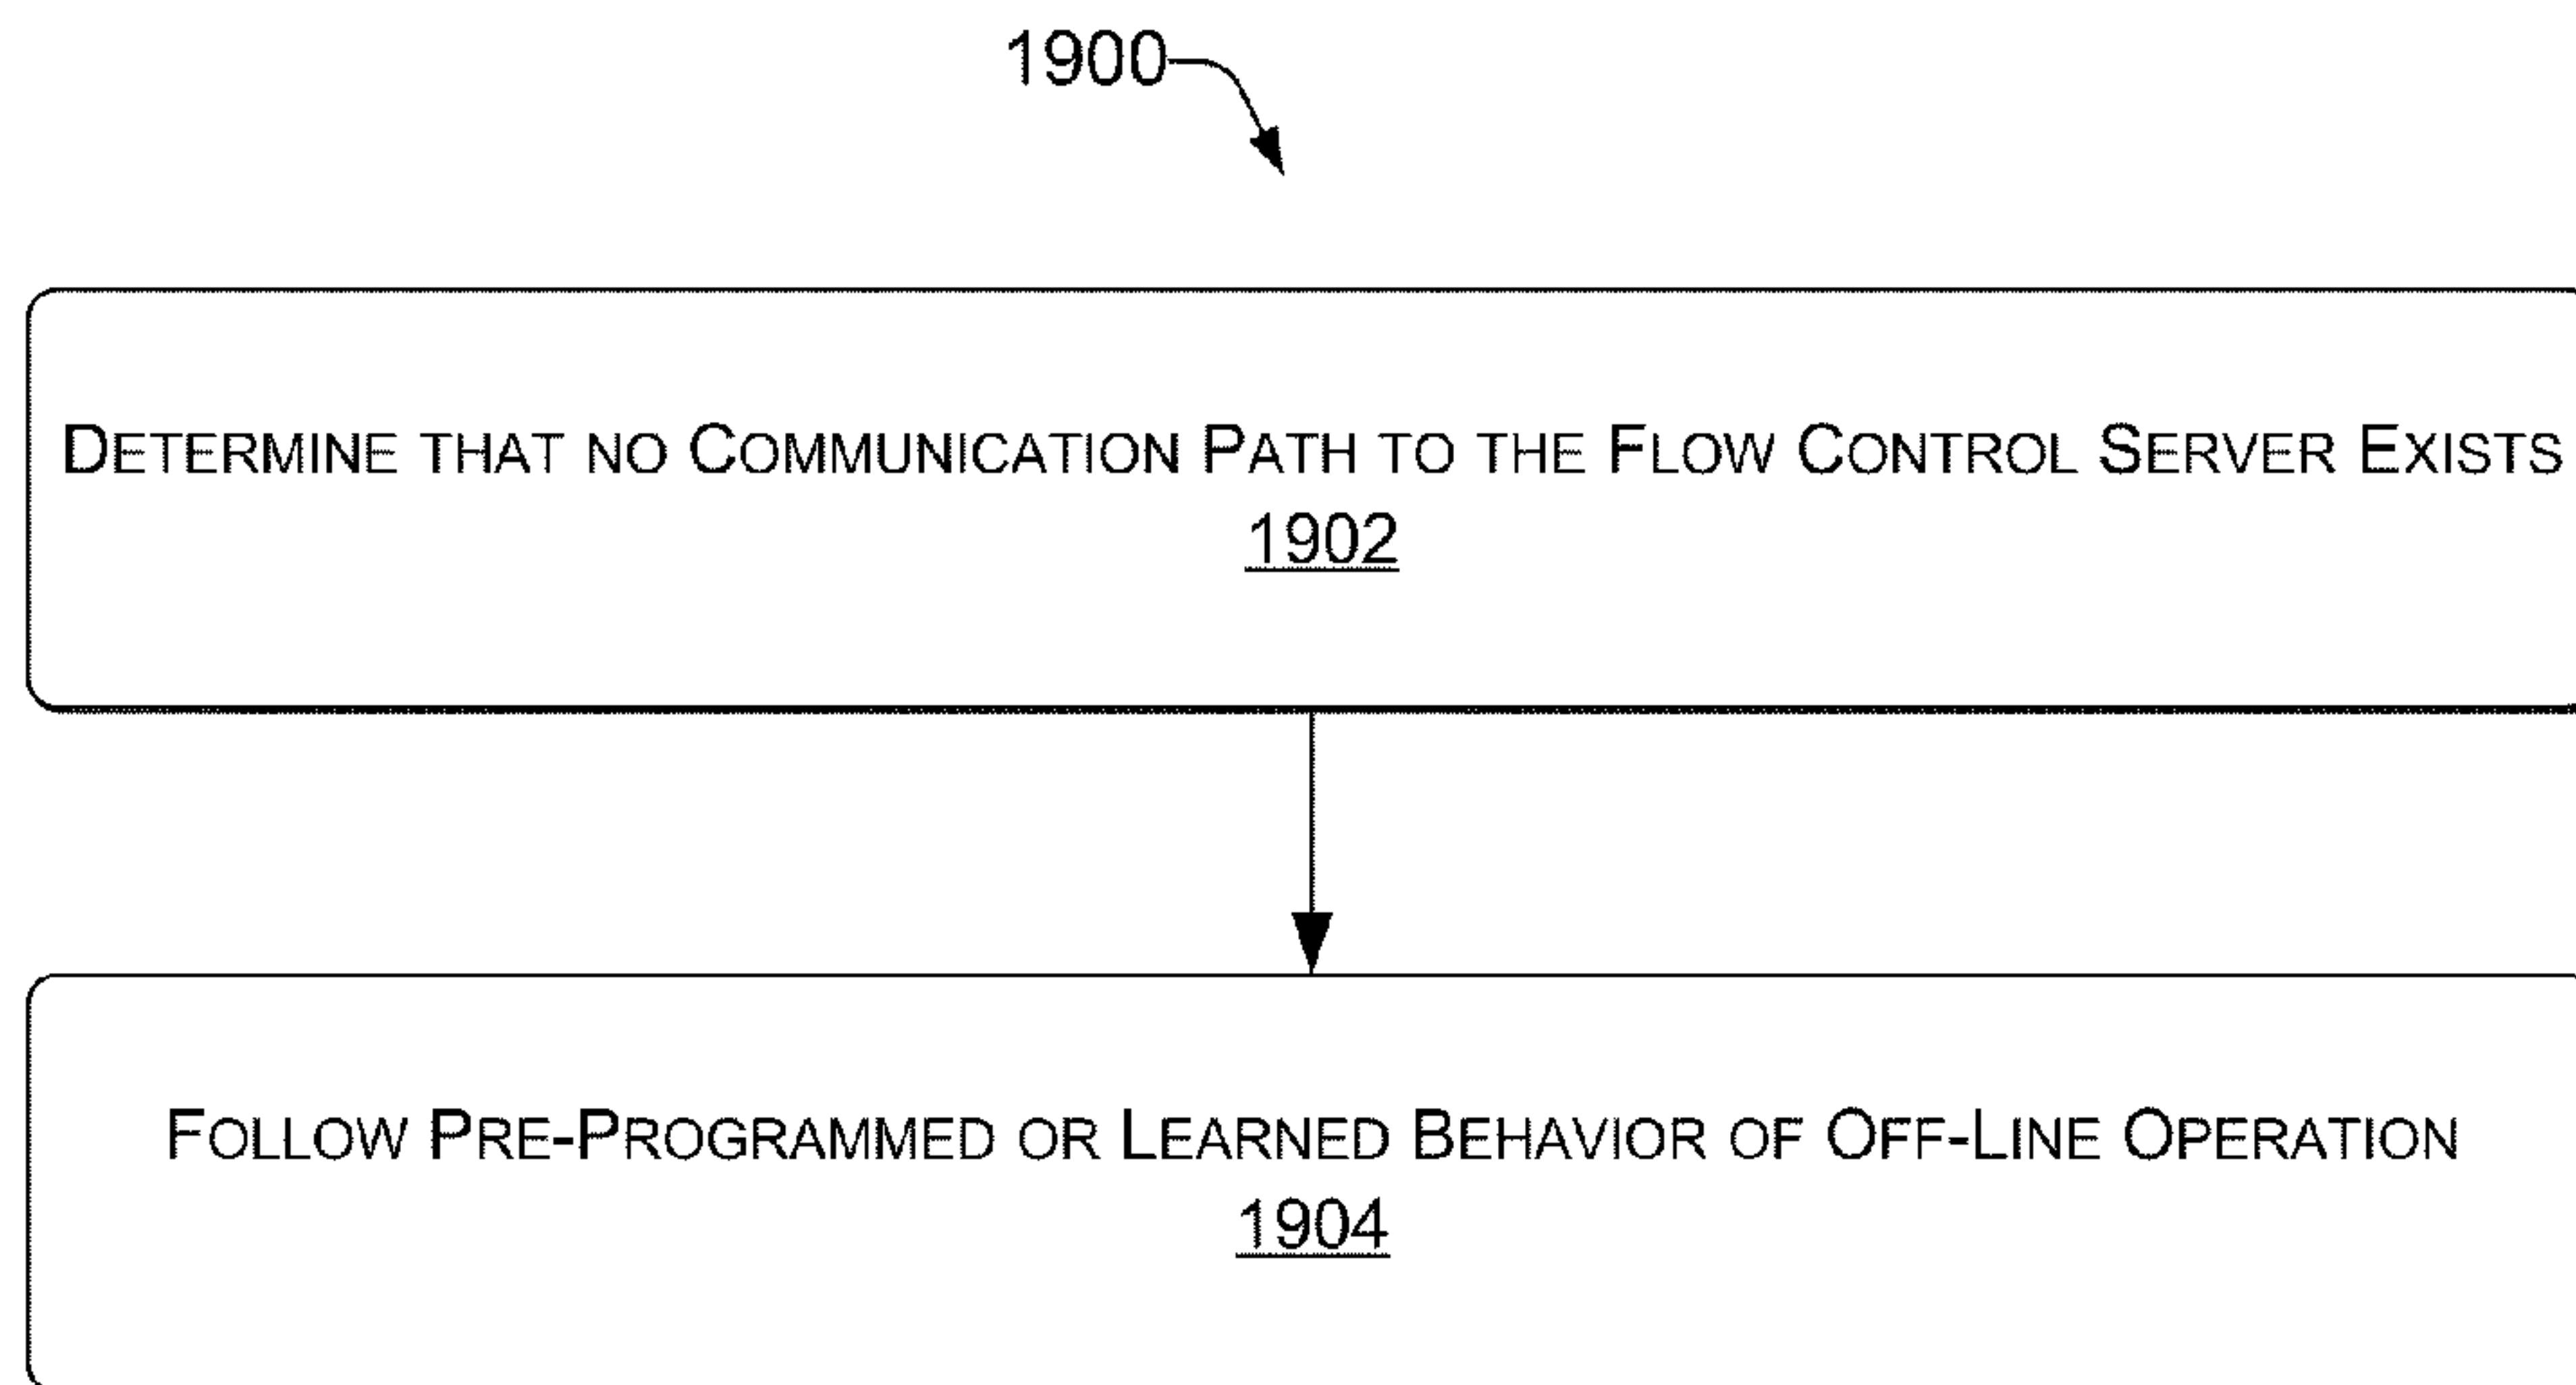 1900
DETERMINE THAT NO COMMUNICATION PATH TO THE FLOW CONTROL SERVER EXISTS
1902
FOLLOW PRE-PROGRAMMED OR LEARNED BEHAVIOR OF OFF-LINE OPERATION
1904